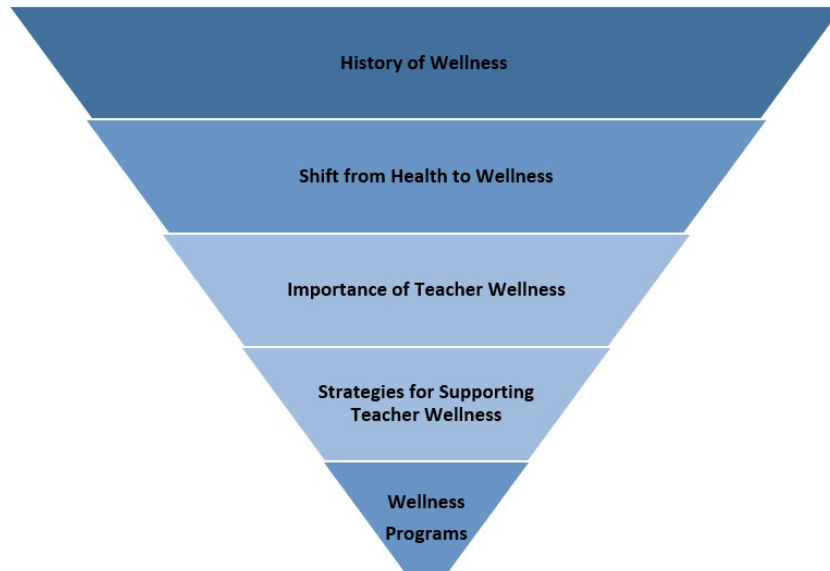 History of Wellness
Shift from Health to Wellness
Importance of Teacher Wellness
Strategies for Supporting
Teacher Wellness
Wellness
Programs